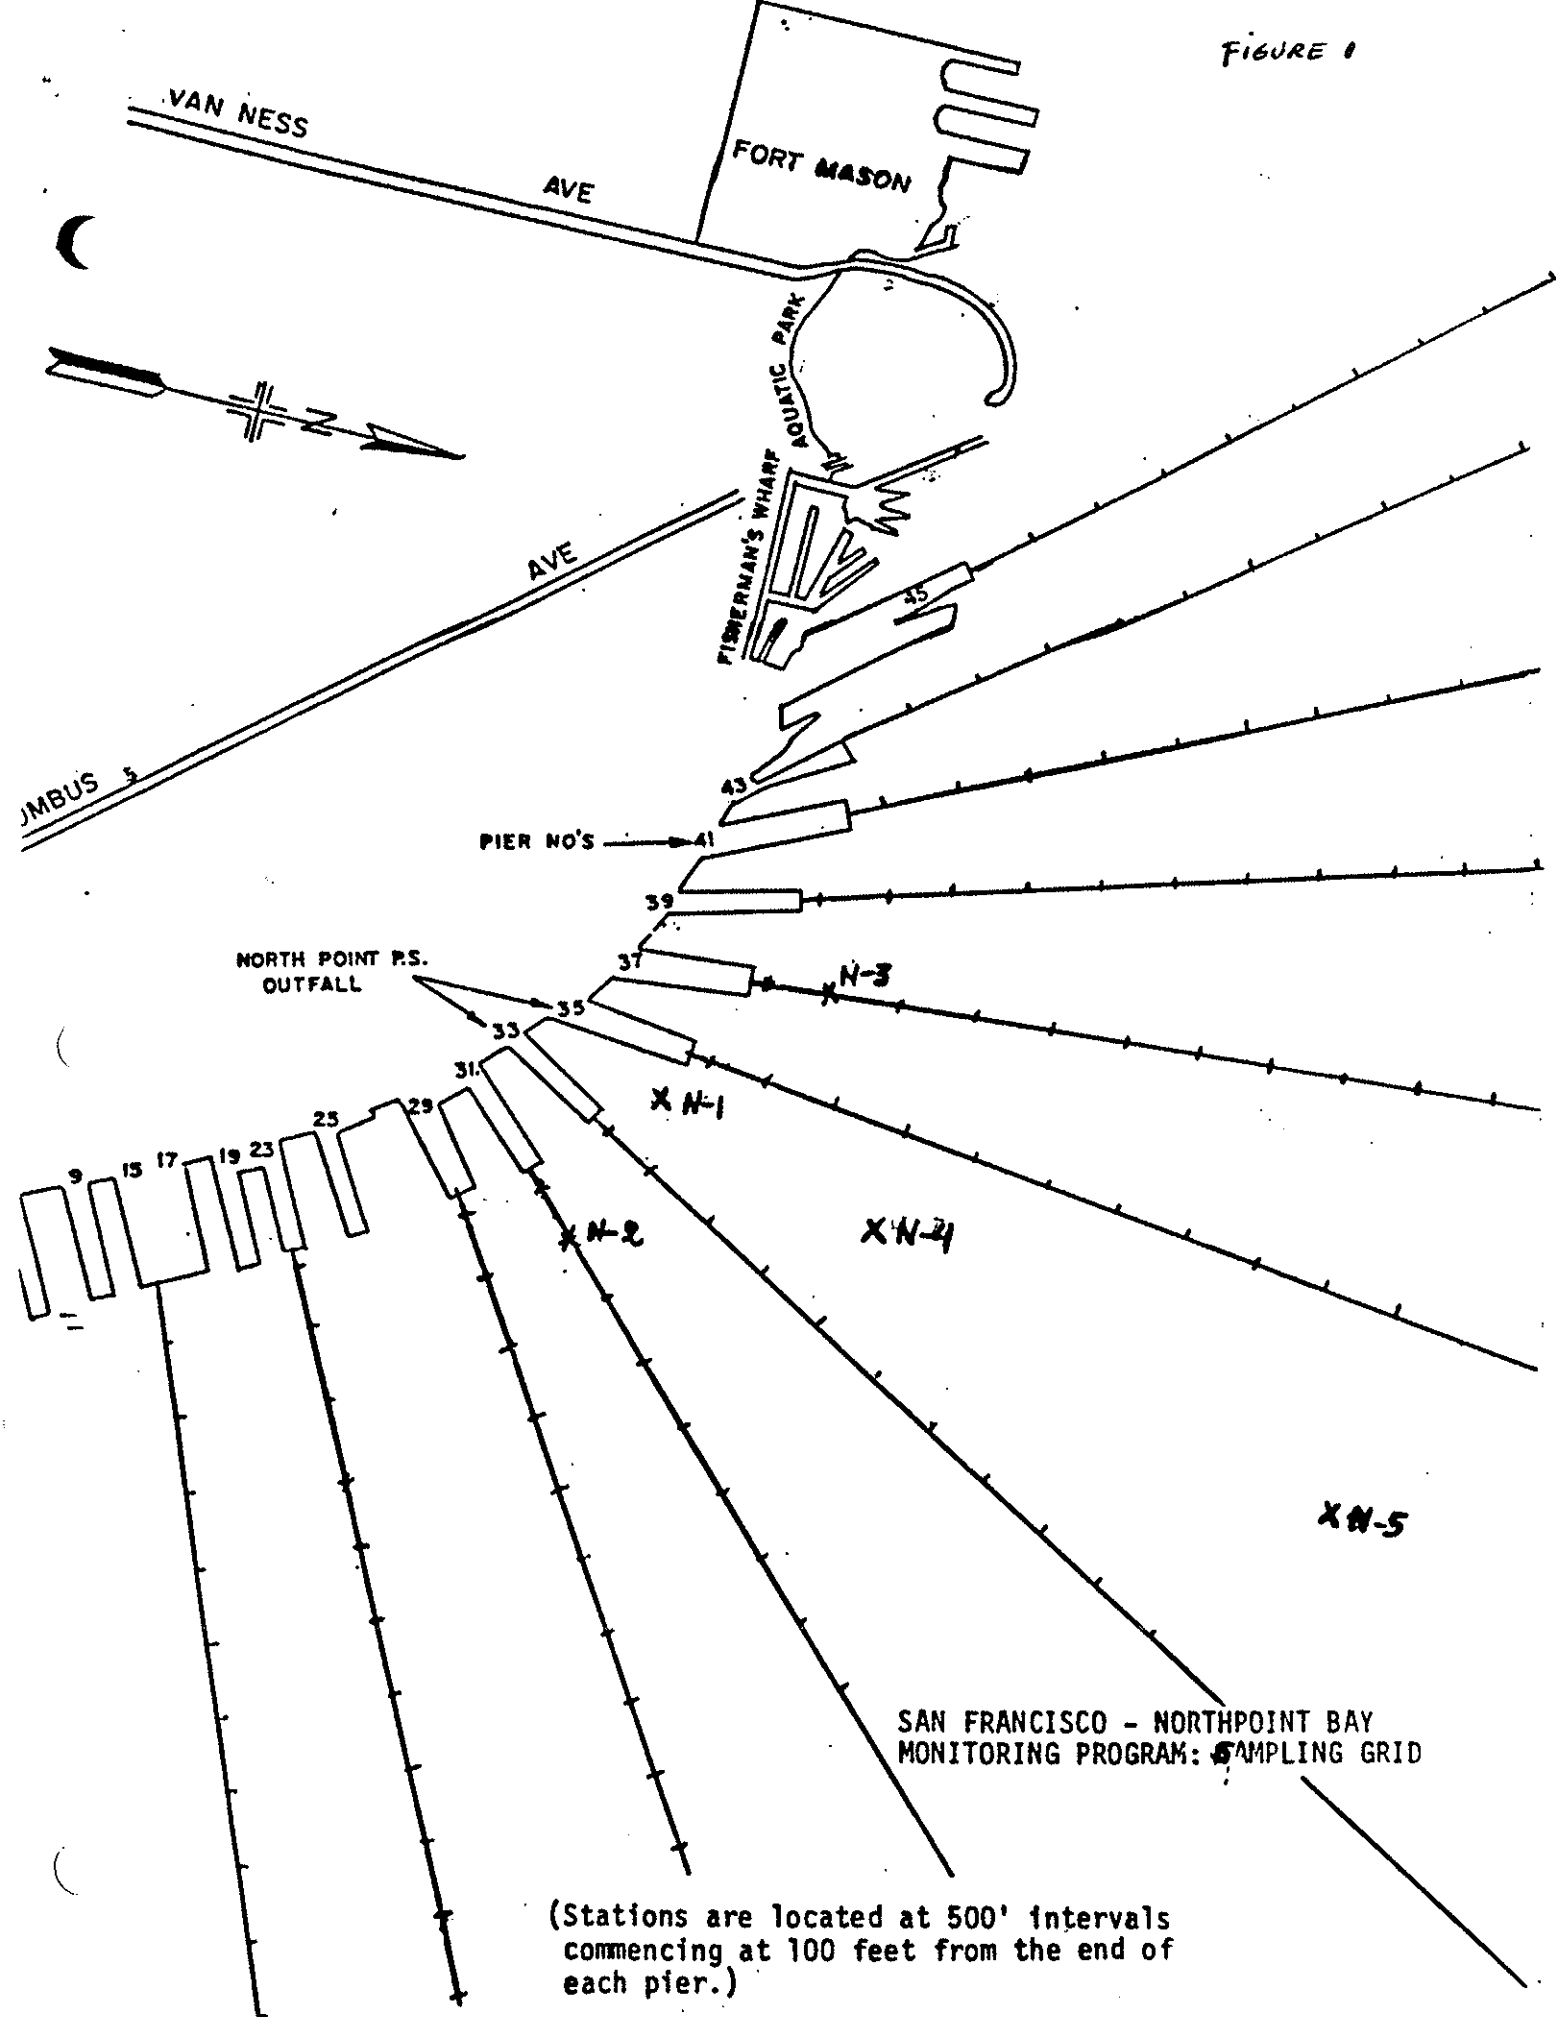 FIGURE 1
VAN NESS
AVE
FORT MASON
AQUATIC PARK
N
FISHERMAN'S WHARF
AVE
UMBUS
45
43
PIER NO'S
41
39
NORTH POINT P.S.
OUTFALL
37
N-3
35
33
31
N-1
29
25
23
19
17
15
9
N-2
XN-4
XN-5
SAN FRANCISCO - NORTHPOINT BAY
MONITORING PROGRAM: SAMPLING GRID
(Stations are located at 500' intervals
commencing at 100 feet from the end of
each pier.)